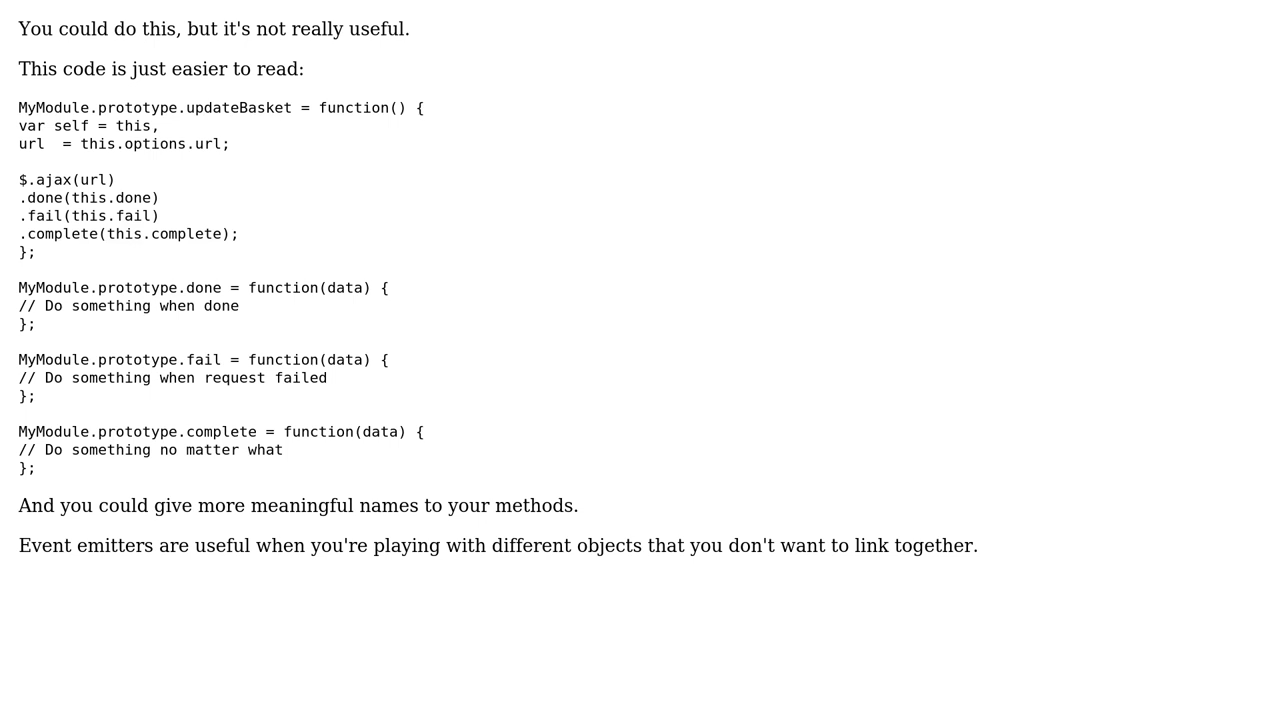 You could do this, but it's not really useful.
This code is just easier to read:
MyModule.prototype.updateBasket = function() {
var self = this,
url  = this.options.url;
$.ajax(url)
.done(this.done)
.fail(this.fail)
.complete(this.complete);
};
MyModule.prototype.done = function(data) {
// Do something when done
};
MyModule.prototype.fail = function(data) {
// Do something when request failed
};
MyModule.prototype.complete = function(data) {
// Do something no matter what
};
And you could give more meaningful names to your methods.
Event emitters are useful when you're playing with different objects that you don't want to link together.